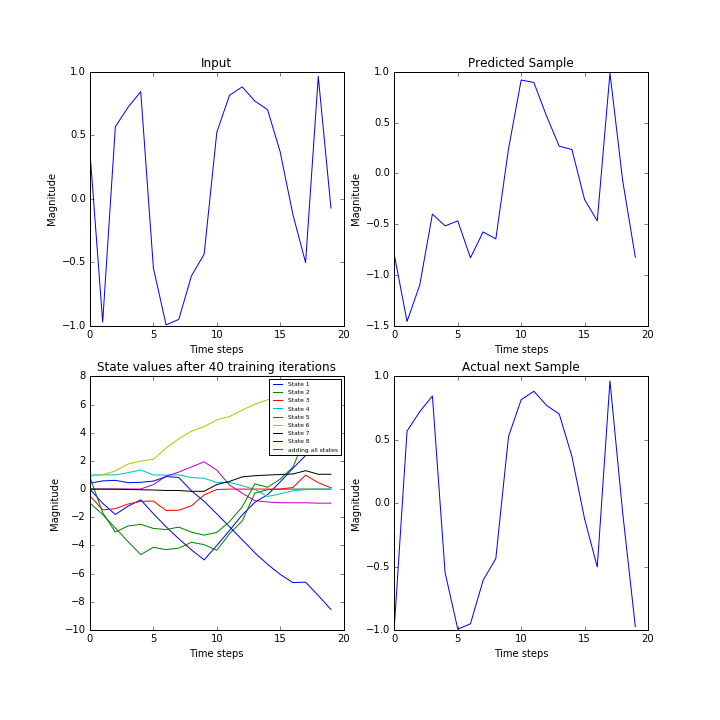 Input
1.0
0.5
0.0
−0.5
−1.0
0 5 10 15 20
Magnitude
Time steps
Predicted Sample
1.0
0.5
0.0
−0.5
−1.0
−1.5
0 5 10 15 20
Magnitude
Time steps
State values after 40 training iterations
8
6
4
2
0
−2
−4
−6
−8
−10
0 5 10 15 20
Magnitude
Time steps
State 1
State 2
State 3
State 4
State 5
State 6
State 7
State 8
adding all states
Actual next Sample
1.0
0.5
0.0
−0.5
−1.0
0 5 10 15 20
Magnitude
Time steps